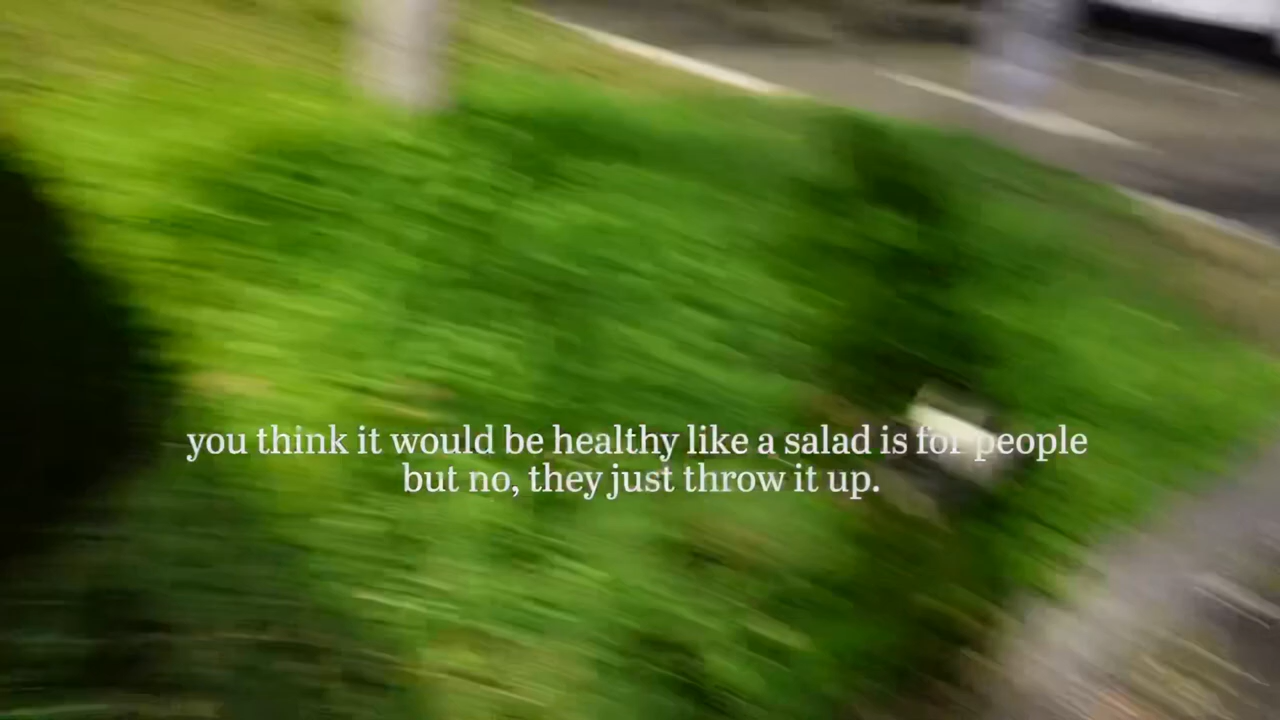 you think it would be healthy like a salad is for people
but no, they just throw it up.